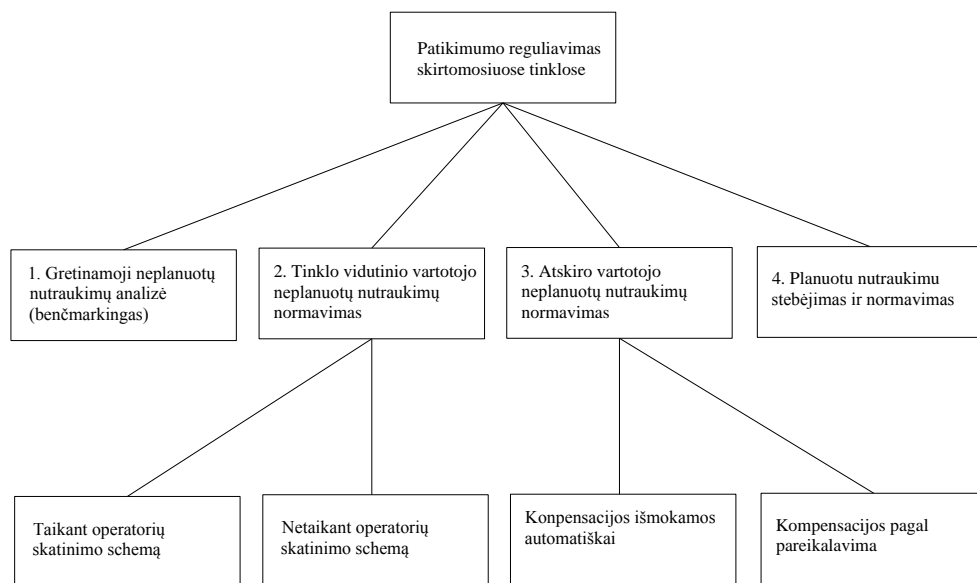 Patikimumo reguliavimas
skirtomosiuose tinklose
1. Gretinamoji neplanuotų
nutraukimų analizė
(benčmarkingas)
2. Tinklo vidutinio vartotojo
neplanuotų nutraukimų
normavimas
3. Atskiro vartotojo
neplanuotų nutraukimų
normavimas
4. Planuotu nutraukimu
stebėjimas ir normavimas
Taikant operatorių
skatinimo schemą
Netaikant operatorių
skatinimo schemą
Konpensacijos išmokamos
automatiškai
Kompensacijos pagal
pareikalavima